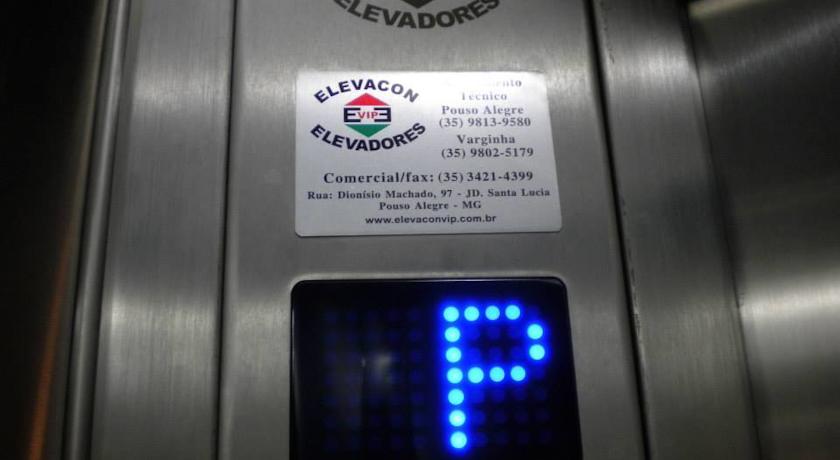 ELEVADORES
ELEVACON
EVIPE
ELEVADORES
Técnico
Pouso Alegre
(35) 9813-9580
Varginha
(35) 9802-5179
Comercial/fax: (35) 3421-4399
Rua: Dionísio Machado, 97 - JD. Santa Lucia
Pouso Alegre - MG
www.elevaconvip.com.br
P